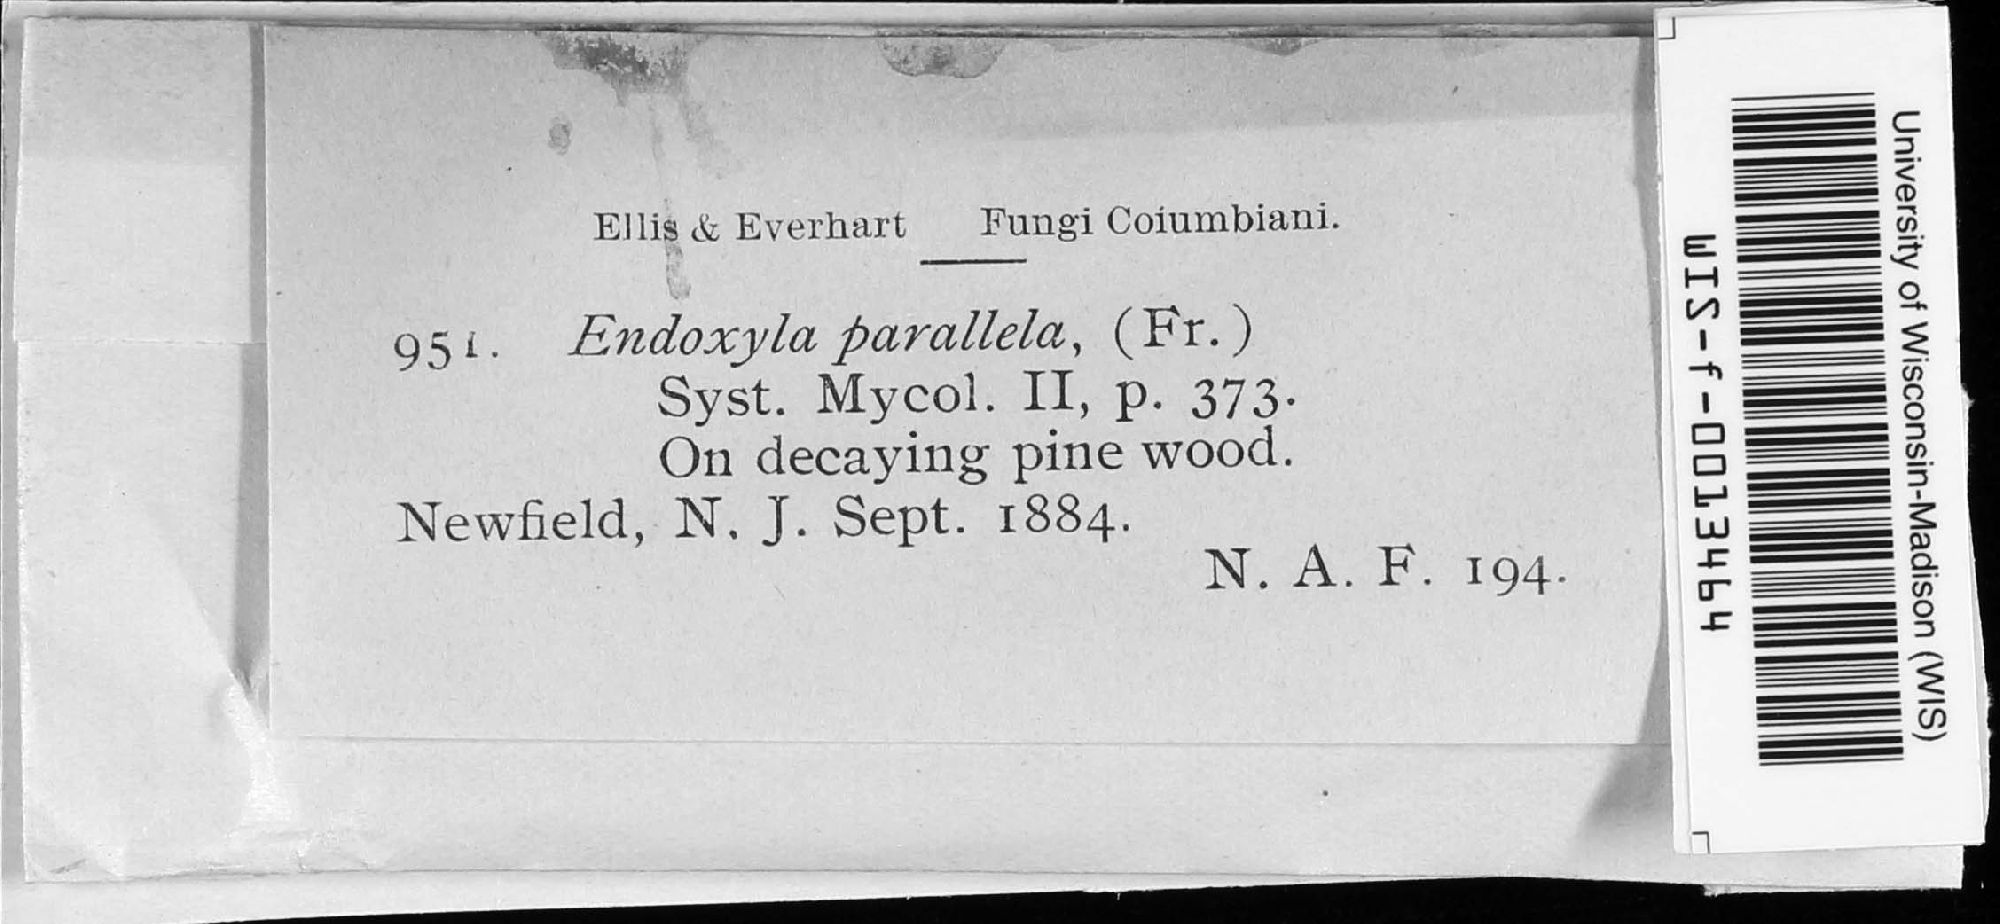 Ellis & Everhart Fungi Coiumbiani.
951. Endoxyla parallela, (Fr.)
Syst. Mycol. II, p. 373.
On decaying pine wood.
Newfield, N. J. Sept. 1884.
N. A. F. 194.
University of Wisconsin-Madison (WIS)
WIS-f-0013464